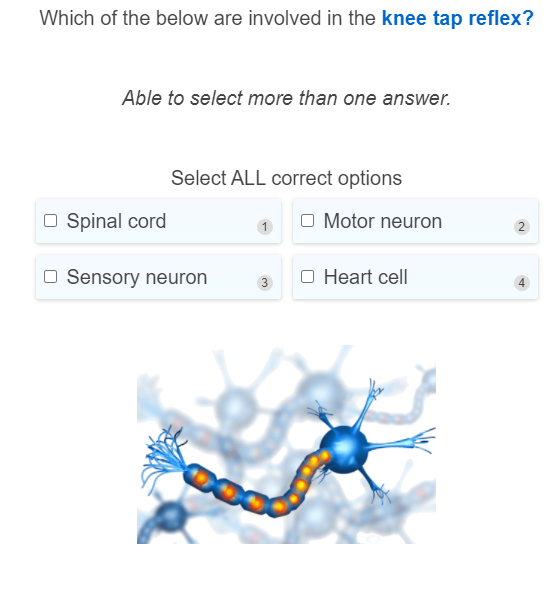 Which of the below are involved in the knee tap reflex?
Able to select more than one answer.
Select ALL correct options
Spinal cord 1
Motor neuron 2
Sensory neuron 3
Heart cell 4